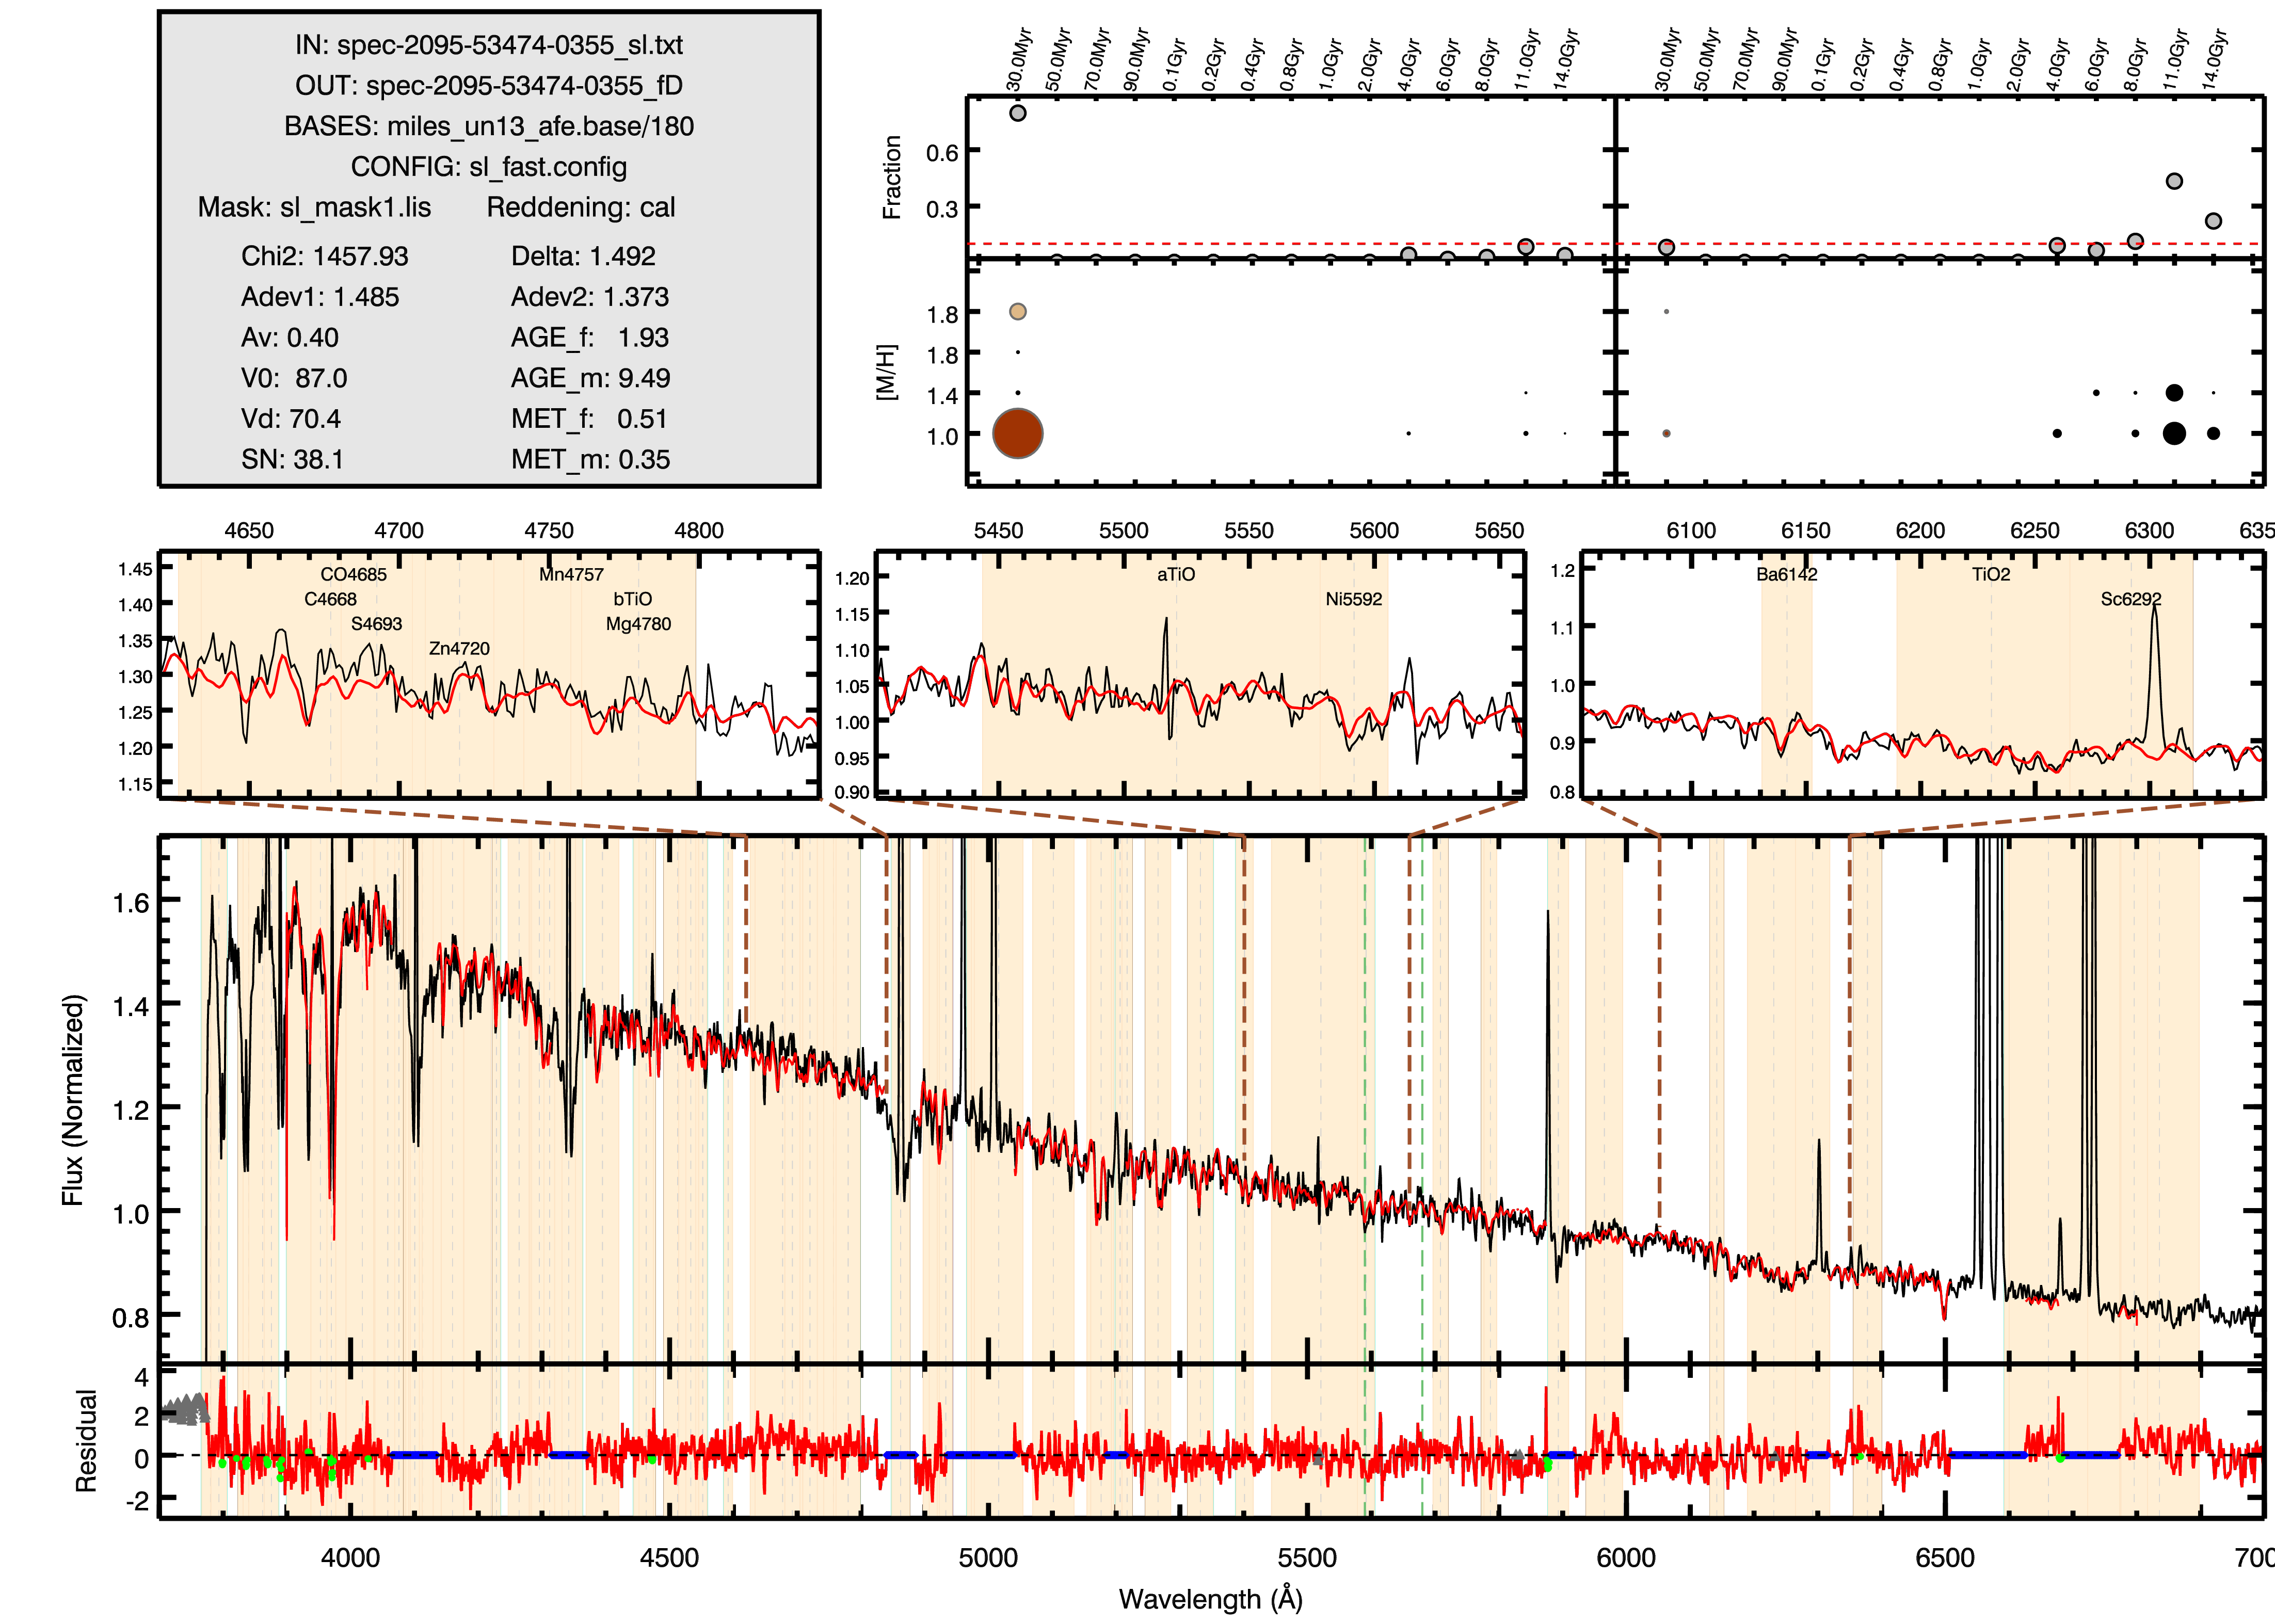 IN: spec-2095-53474-0355_sl.txt
OUT: spec-2095-53474-0355_fD
BASES: miles_un13_afe.base/180
CONFIG: sl_fast.config
Mask: sl_mask1.lis Reddening: cal
Chi2: 1457.93 Delta: 1.492
Adev1: 1.485 Adev2: 1.373
Av: 0.40 AGE_f: 1.93
V0: 87.0 AGE_m: 9.49
Vd: 70.4 MET_f: 0.51
SN: 38.1 MET_m: 0.35
30.0Myr 50.0Myr 70.0Myr 90.0Myr 0.1Gyr 0.2Gyr 0.4Gyr 0.8Gyr 1.0Gyr 2.0Gyr 4.0Gyr 6.0Gyr 8.0Gyr 11.0Gyr 14.0Gyr
30.0Myr 50.0Myr 70.0Myr 90.0Myr 0.1Gyr 0.2Gyr 0.4Gyr 0.8Gyr 1.0Gyr 2.0Gyr 4.0Gyr 6.0Gyr 8.0Gyr 11.0Gyr 14.0Gyr
Fraction
0.6
0.3
[M/H]
1.8
1.8
1.4
1.0
4650 4700 4750 4800
1.45
1.40
1.35
1.30
1.25
1.20
1.15
CO4685 Mn4757
C4668 bTiO
S4693 Mg4780
Zn4720
5450 5500 5550 5600 5650
1.20
1.15
1.10
1.05
1.00
0.95
0.90
aTiO
Ni5592
6100 6150 6200 6250 6300 635
1.2
1.1
1.0
0.9
0.8
Ba6142 TiO2
Sc6292
Flux (Normalized)
1.6
1.4
1.2
1.0
0.8
Residual
4
2
0
-2
4000 4500 5000 5500 6000 6500 700
Wavelength (Å)